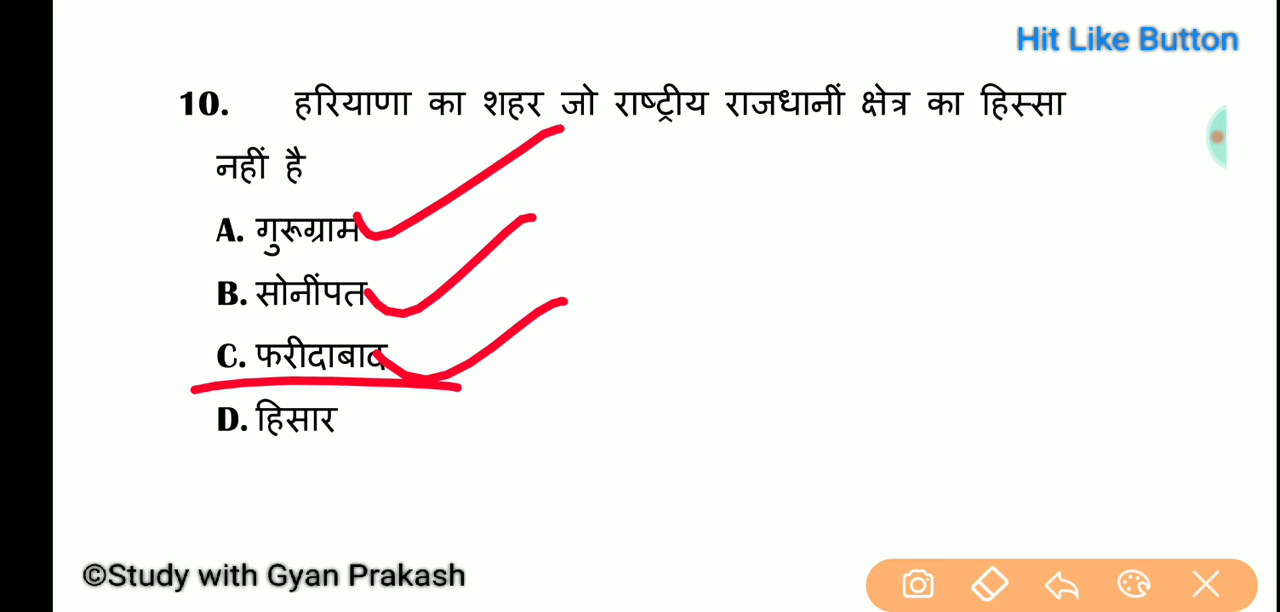 Hit Like Button
10. हरियाणा का शहर जो राष्ट्रीय राजधानीं क्षेत्र का हिस्सा
नहीं है
A. गुरूग्राम
B. सोनींपत
C. फरीदाबाद
D. हिसार
©Study with Gyan Prakash